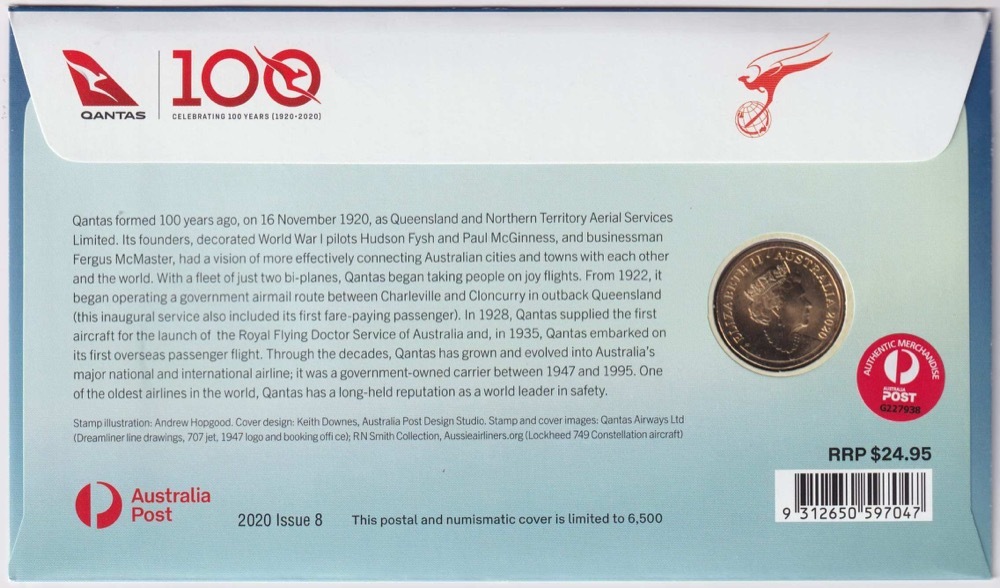 QANTAS
100
CELEBRATING 100 YEARS (1920-2020)
Qantas formed 100 years ago, on 16 November 1920, as Queensland and Northern Territory Aerial Services
Limited. Its founders, decorated World War I pilots Hudson Fysh and Paul McGinness, and businessman
Fergus McMaster, had a vision of more effectively connecting Australian cities and towns with each other
and the world. With a fleet of just two bi-planes, Qantas began taking people on joy flights. From 1922, it
began operating a government airmail route between Charleville and Cloncurry in outback Queensland
(this inaugural service also included its first fare-paying passenger). In 1928, Qantas supplied the first
aircraft for the launch of the Royal Flying Doctor Service of Australia and, in 1935, Qantas embarked on
its first overseas passenger flight. Through the decades, Qantas has grown and evolved into Australia's
major national and international airline; it was a government-owned carrier between 1947 and 1995. One
of the oldest airlines in the world, Qantas has a long-held reputation as a world leader in safety.
Stamp illustration: Andrew Hopgood. Cover design: Keith Downes, Australia Post Design Studio. Stamp and cover images: Qantas Airways Ltd
(Dreamliner line drawings, 707 jet, 1947 logo and booking offi ce); RN Smith Collection, Aussieairliners.org (Lockheed 749 Constellation aircraft)
ELIZABETH II · AUSTRALIA 2020
AUTHENTIC MERCHANDISE
AUSTRALIA
POST
G227938
RRP $24.95
9 312650 597047
Australia
Post
2020 Issue 8
This postal and numismatic cover is limited to 6,500